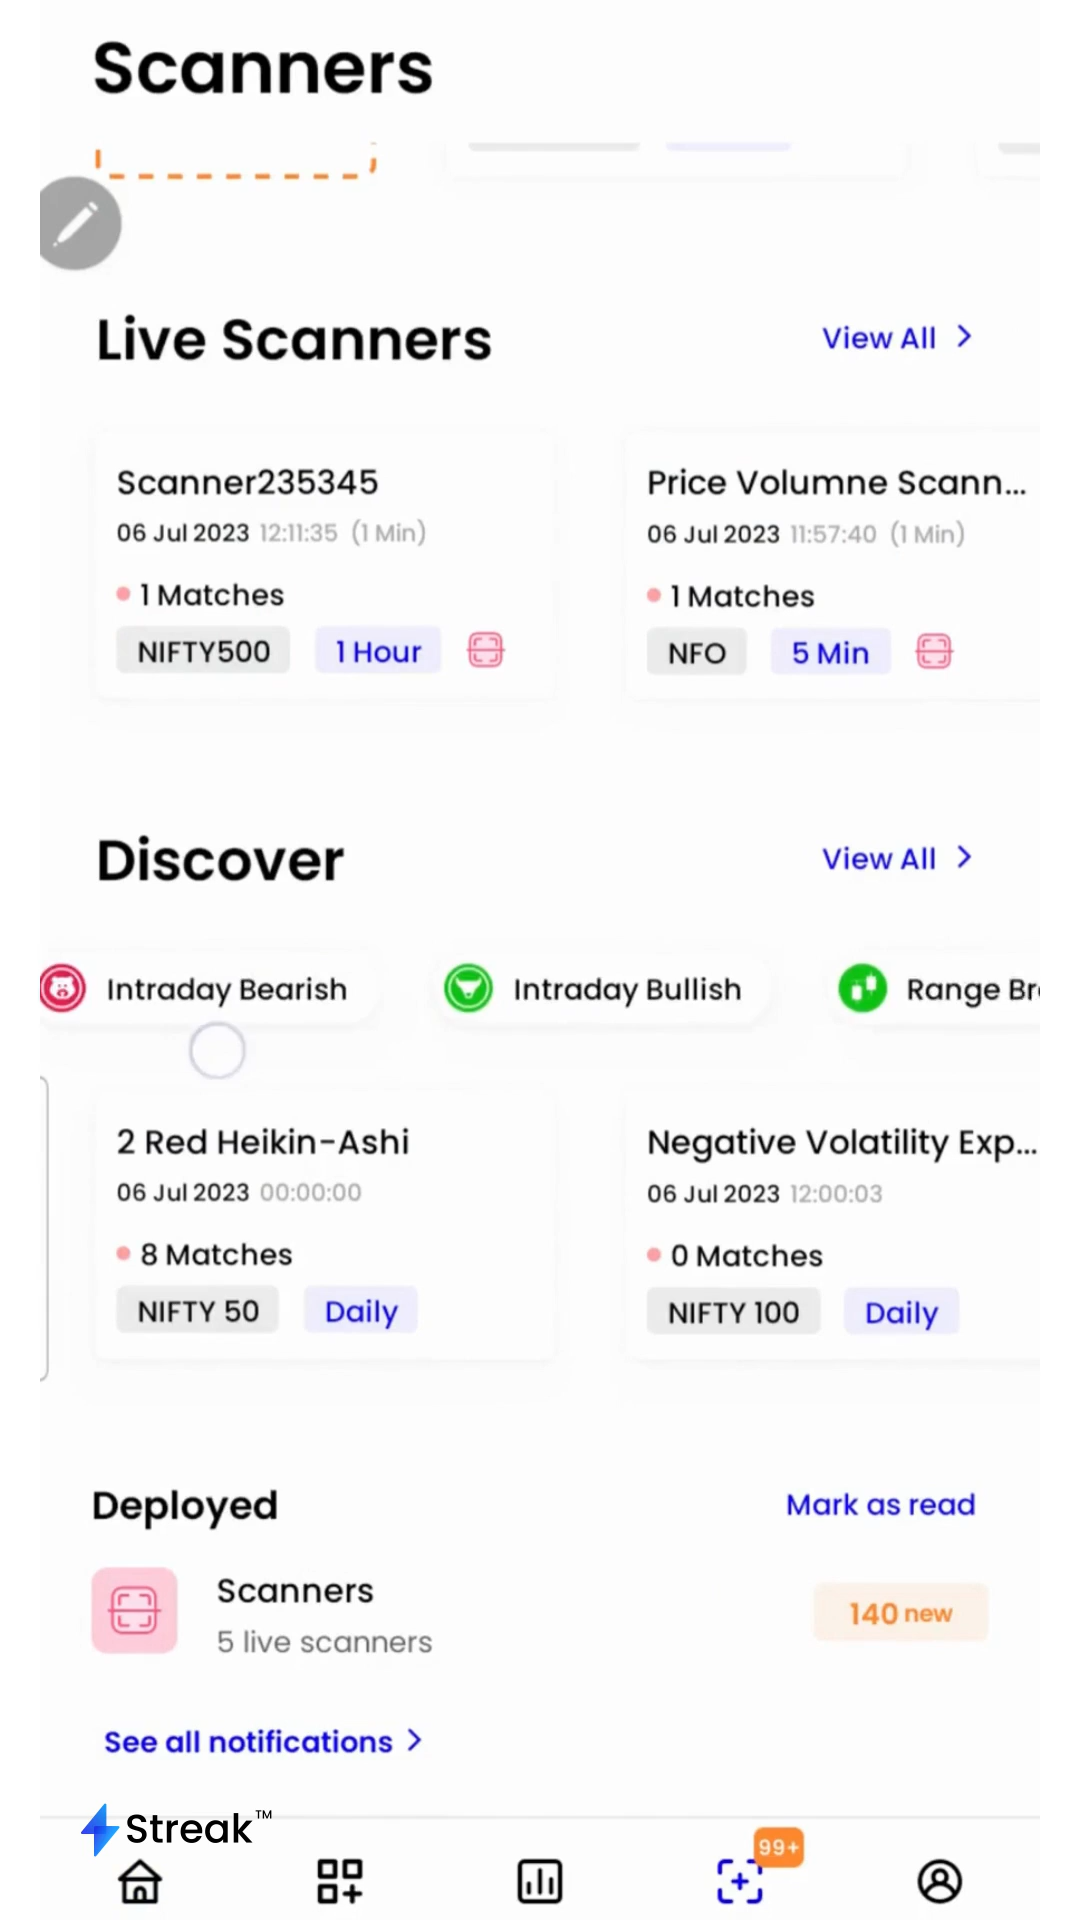 Scanners
Live Scanners
View All
Scanner235345
06 Jul 2023 12:11:35 (1 Min)
1 Matches
NIFTY500
1 Hour
Price Volumne Scann...
06 Jul 2023 11:57:40 (1 Min)
1 Matches
NFO
5 Min
Discover
View All
Intraday Bearish
Intraday Bullish
Range Br
2 Red Heikin-Ashi
06 Jul 2023 00:00:00
8 Matches
NIFTY 50
Daily
Negative Volatility Exp...
06 Jul 2023 12:00:03
0 Matches
NIFTY 100
Daily
Deployed
Mark as read
Scanners
5 live scanners
140 new
See all notifications
Streak™
99+